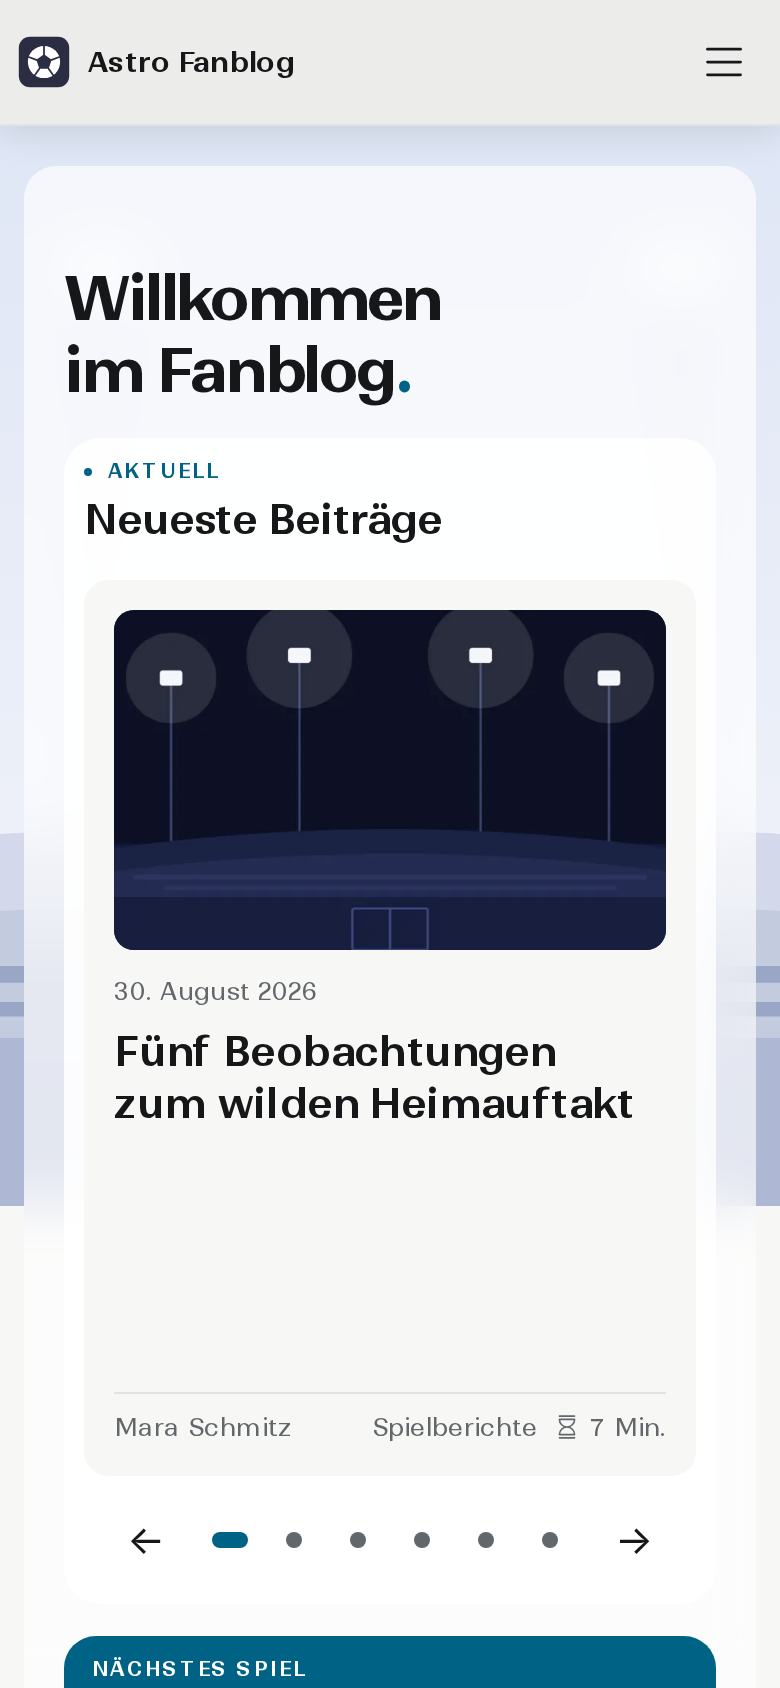 Astro Fanblog
Willkommen
im Fanblog.
AKTUELL
Neueste Beiträge
30. August 2026
Fünf Beobachtungen
zum wilden Heimauftakt
Mara Schmitz
Spielberichte 7 Min.
NÄCHSTES SPIEL